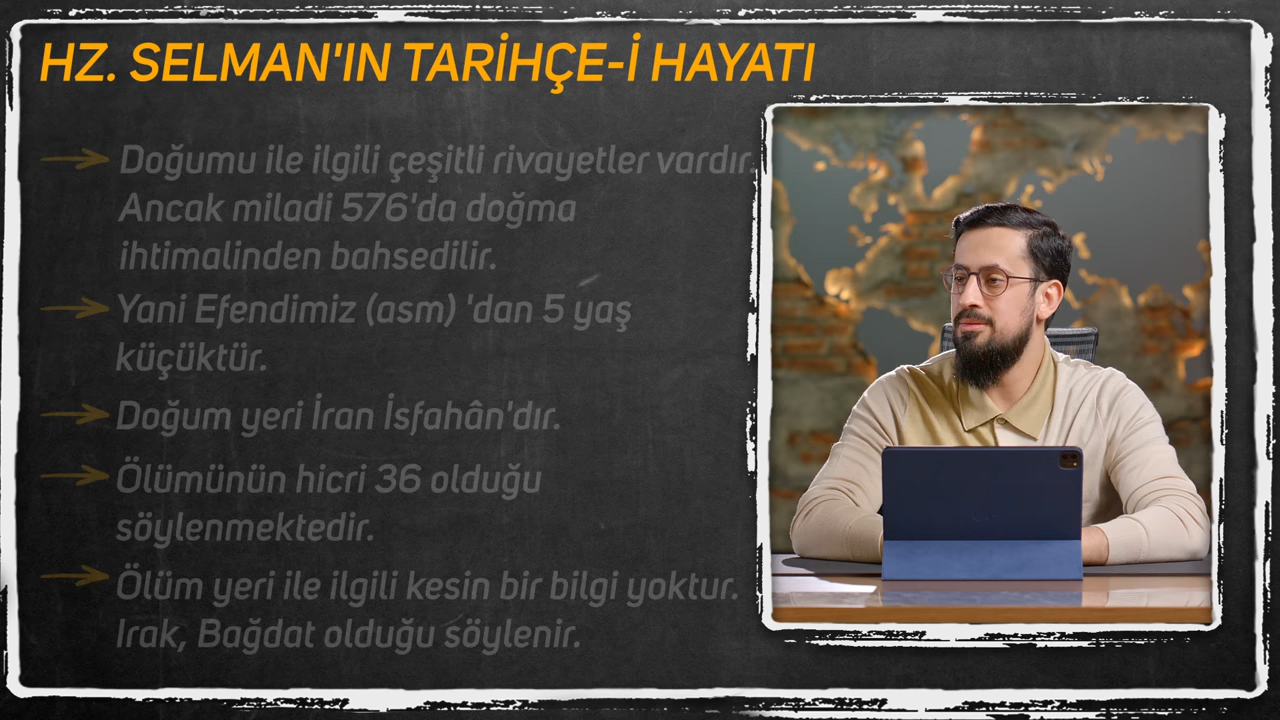 HZ. SELMAN'IN TARİHÇE-İ HAYATI
Doğumu ile ilgili çeşitli rivayetler vardır.
Ancak miladi 576'da doğma
ihtimalinden bahsedilir.
Yani Efendimiz (asm) 'dan 5 yaş
küçüktür.
Doğum yeri İran İsfahân'dır.
Ölümünün hicri 36 olduğu
söylenmektedir.
Ölüm yeri ile ilgili kesin bir bilgi yoktur.
Irak, Bağdat olduğu söylenir.